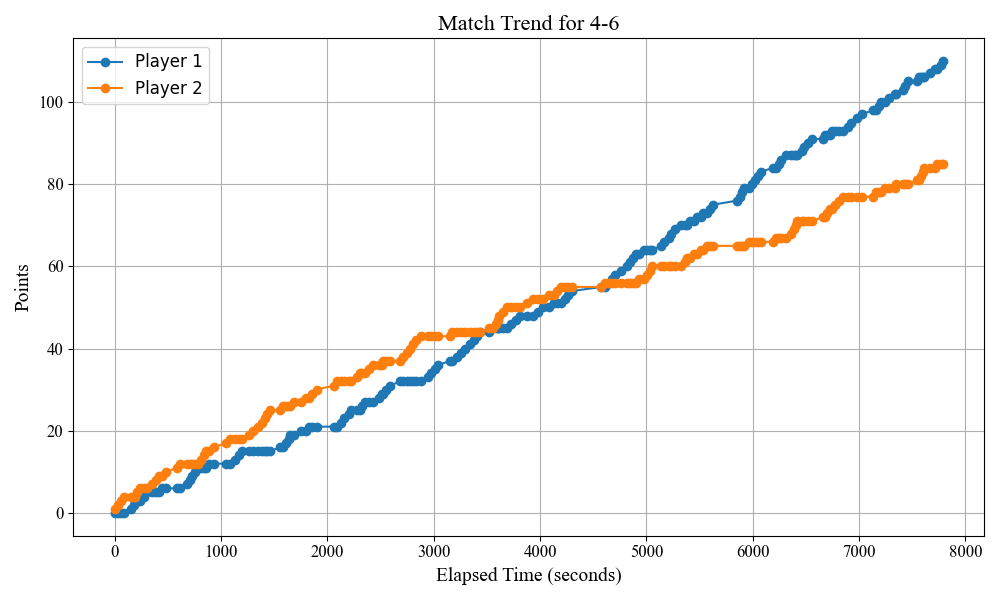 Match Trend for 4-6
Player 1
Player 2
Points
100
80
60
40
20
0
0 1000 2000 3000 4000 5000 6000 7000 8000
Elapsed Time (seconds)